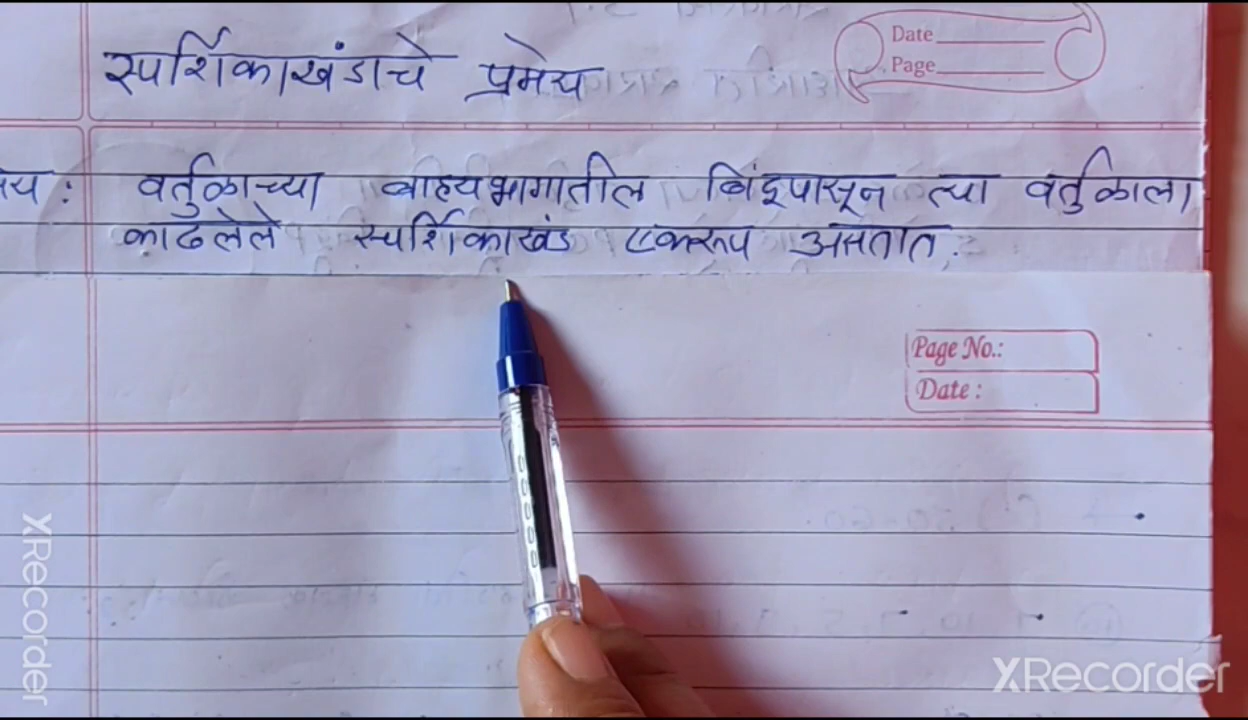 स्पर्शिकाखंडाचे प्रमेय
Date
Page
मेय : वर्तुळाच्या बाह्यभागातील बिंदूपासून त्या वर्तुळाला
काढलेले स्पर्शिकाखंड एकरूप असतात.
Page No.:
Date :
XRecorder
XRecorder